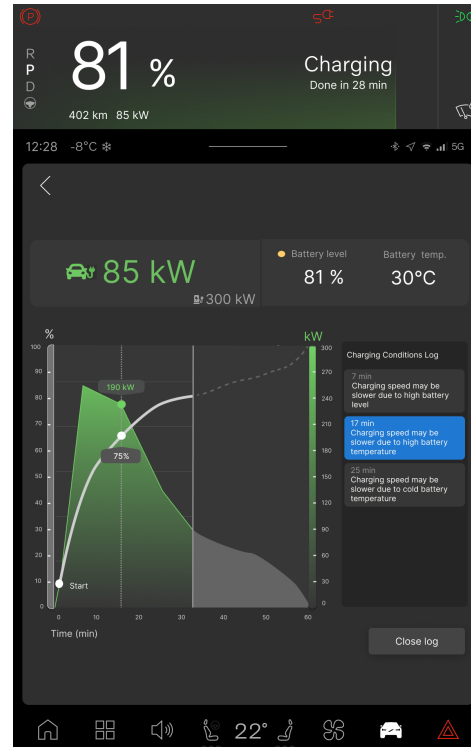 (P)
R
P
D
81 %
402 km 85 kW
Charging
Done in 28 min
12:28 -8°C
5G
85 kW
300 kW
Battery level
81 %
Battery temp.
30°C
%
kW
100
90
80
70
60
50
40
30
20
10
0
300
270
240
210
180
150
120
90
60
30
0
190 kW
75%
Start
0 10 20 30 40 50 60
Time (min)
Charging Conditions Log
7 min
Charging speed may be
slower due to high battery
level
17 min
Charging speed may be
slower due to high battery
temperature
25 min
Charging speed may be
slower due to cold battery
temperature
Close log
22°